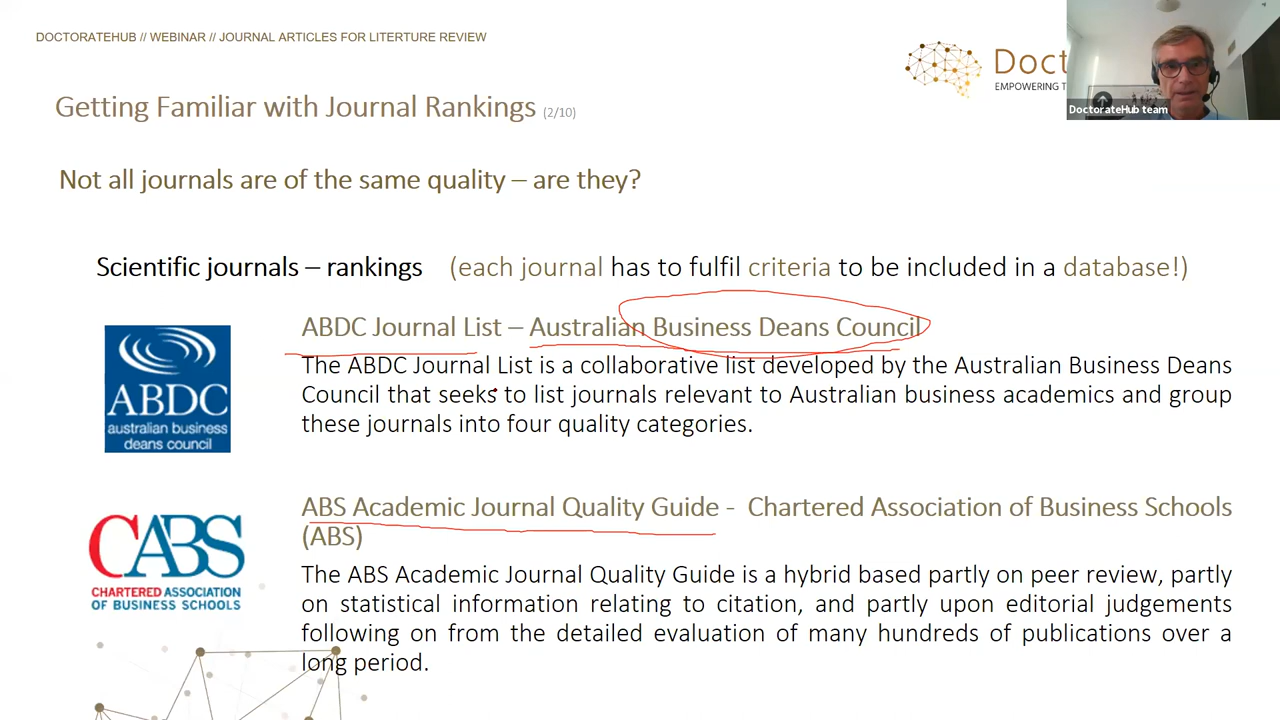 DOCTORATEHUB // WEBINAR // JOURNAL ARTICLES FOR LITERTURE REVIEW
Doct
EMPOWERING T
DoctorateHub team
Getting Familiar with Journal Rankings (2/10)
Not all journals are of the same quality – are they?
Scientific journals – rankings (each journal has to fulfil criteria to be included in a database!)
ABDC Journal List – Australian Business Deans Council
The ABDC Journal List is a collaborative list developed by the Australian Business Deans
Council that seeks to list journals relevant to Australian business academics and group
these journals into four quality categories.
ABDC
australian business
deans council
ABS Academic Journal Quality Guide - Chartered Association of Business Schools
(ABS)
CABS
CHARTERED ASSOCIATION
OF BUSINESS SCHOOLS
The ABS Academic Journal Quality Guide is a hybrid based partly on peer review, partly
on statistical information relating to citation, and partly upon editorial judgements
following on from the detailed evaluation of many hundreds of publications over a
long period.